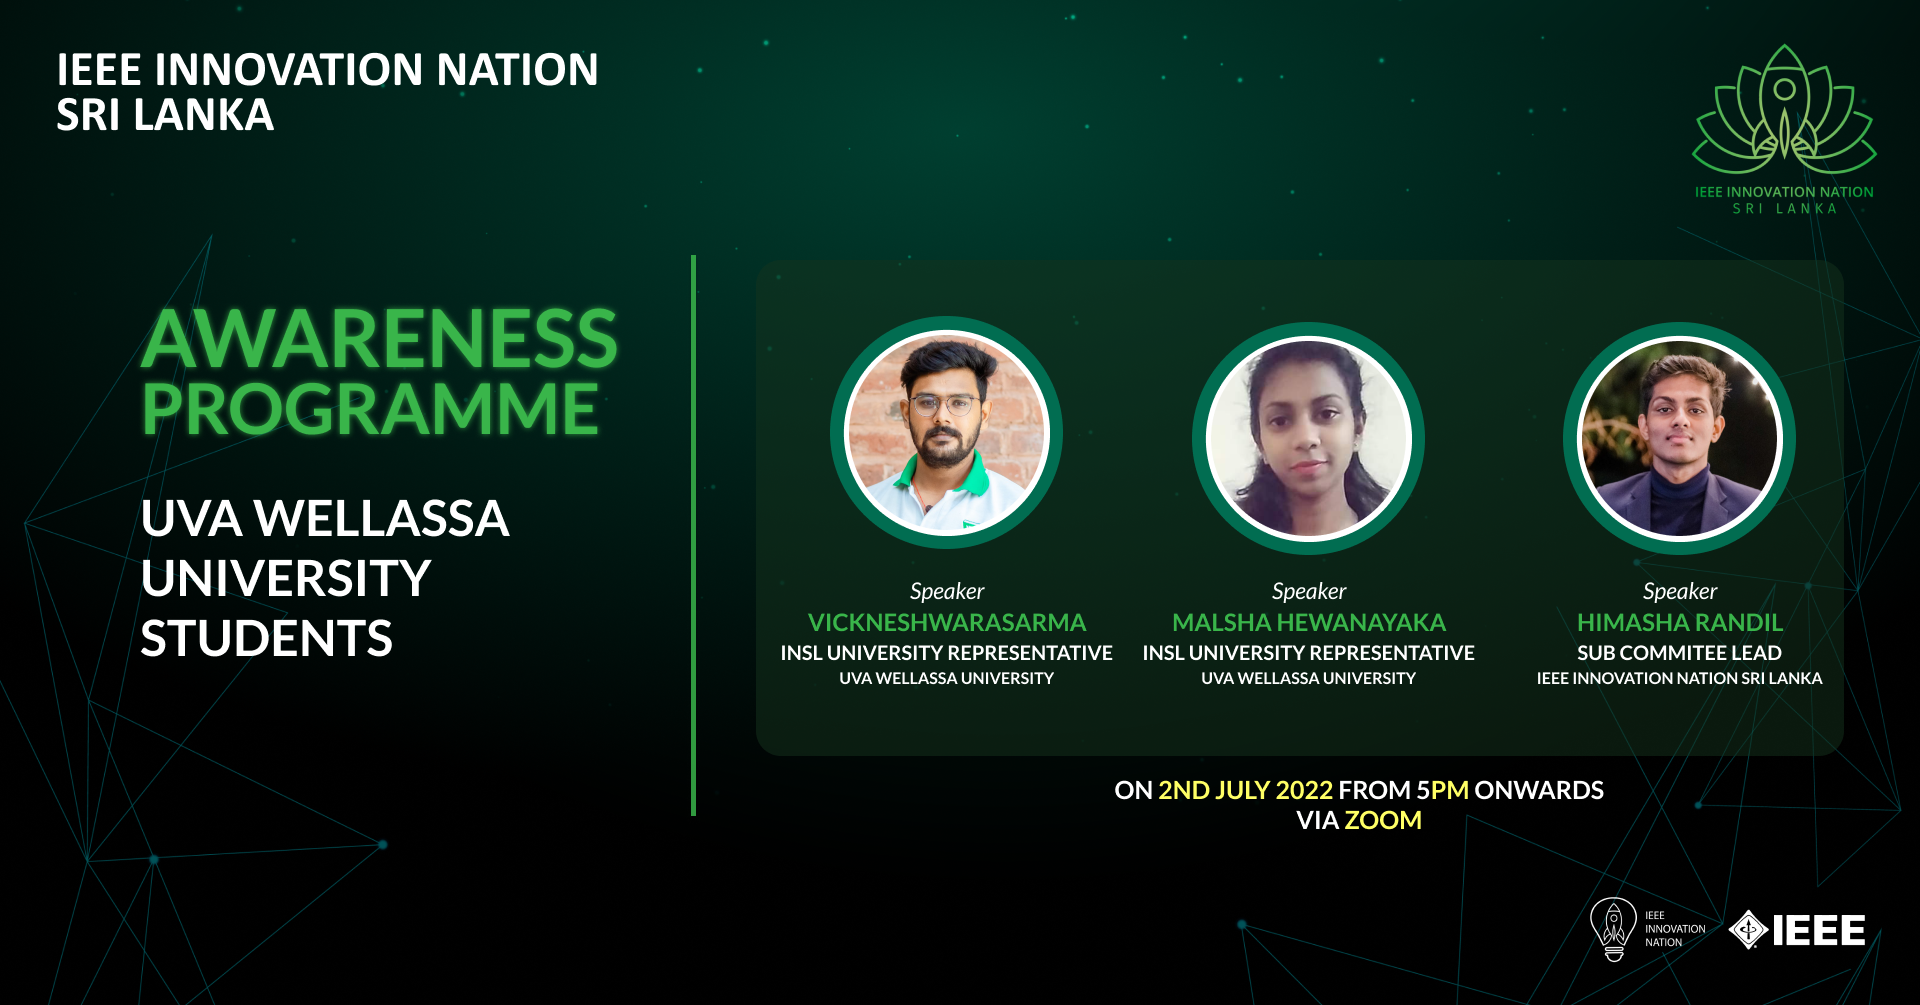 IEEE INNOVATION NATION
SRI LANKA
IEEE INNOVATION NATION
SRI LANKA
AWARENESS
PROGRAMME
UVA WELLASSA
UNIVERSITY
STUDENTS
Speaker
VICKNESHWARASARMA
INSL UNIVERSITY REPRESENTATIVE
UVA WELLASSA UNIVERSITY
Speaker
MALSHA HEWANAYAKA
INSL UNIVERSITY REPRESENTATIVE
UVA WELLASSA UNIVERSITY
Speaker
HIMASHA RANDIL
SUB COMMITEE LEAD
IEEE INNOVATION NATION SRI LANKA
ON 2ND JULY 2022 FROM 5PM ONWARDS
VIA ZOOM
IEEE
INNOVATION
NATION
IEEE